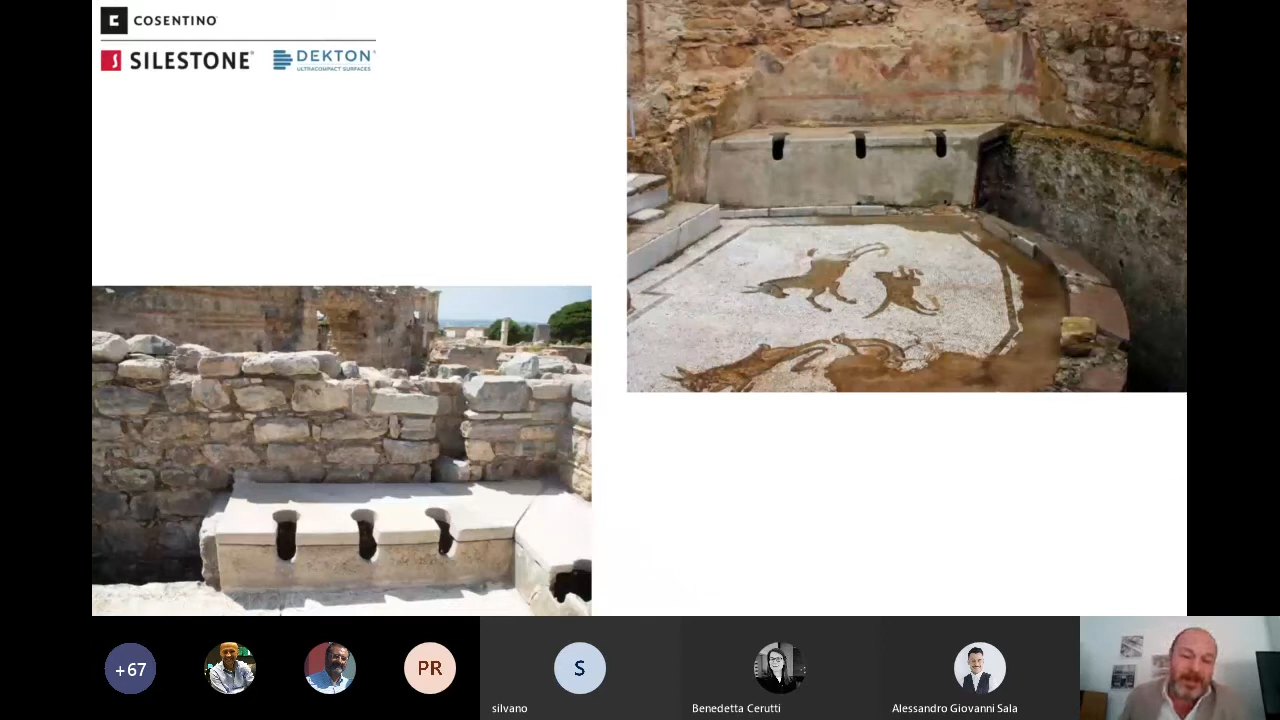 C COSENTINO
SILESTONE®
DEKTON®
ULTRACOMPACT SURFACES
+67
PR
S
silvano
Benedetta Cerutti
Alessandro Giovanni Sala